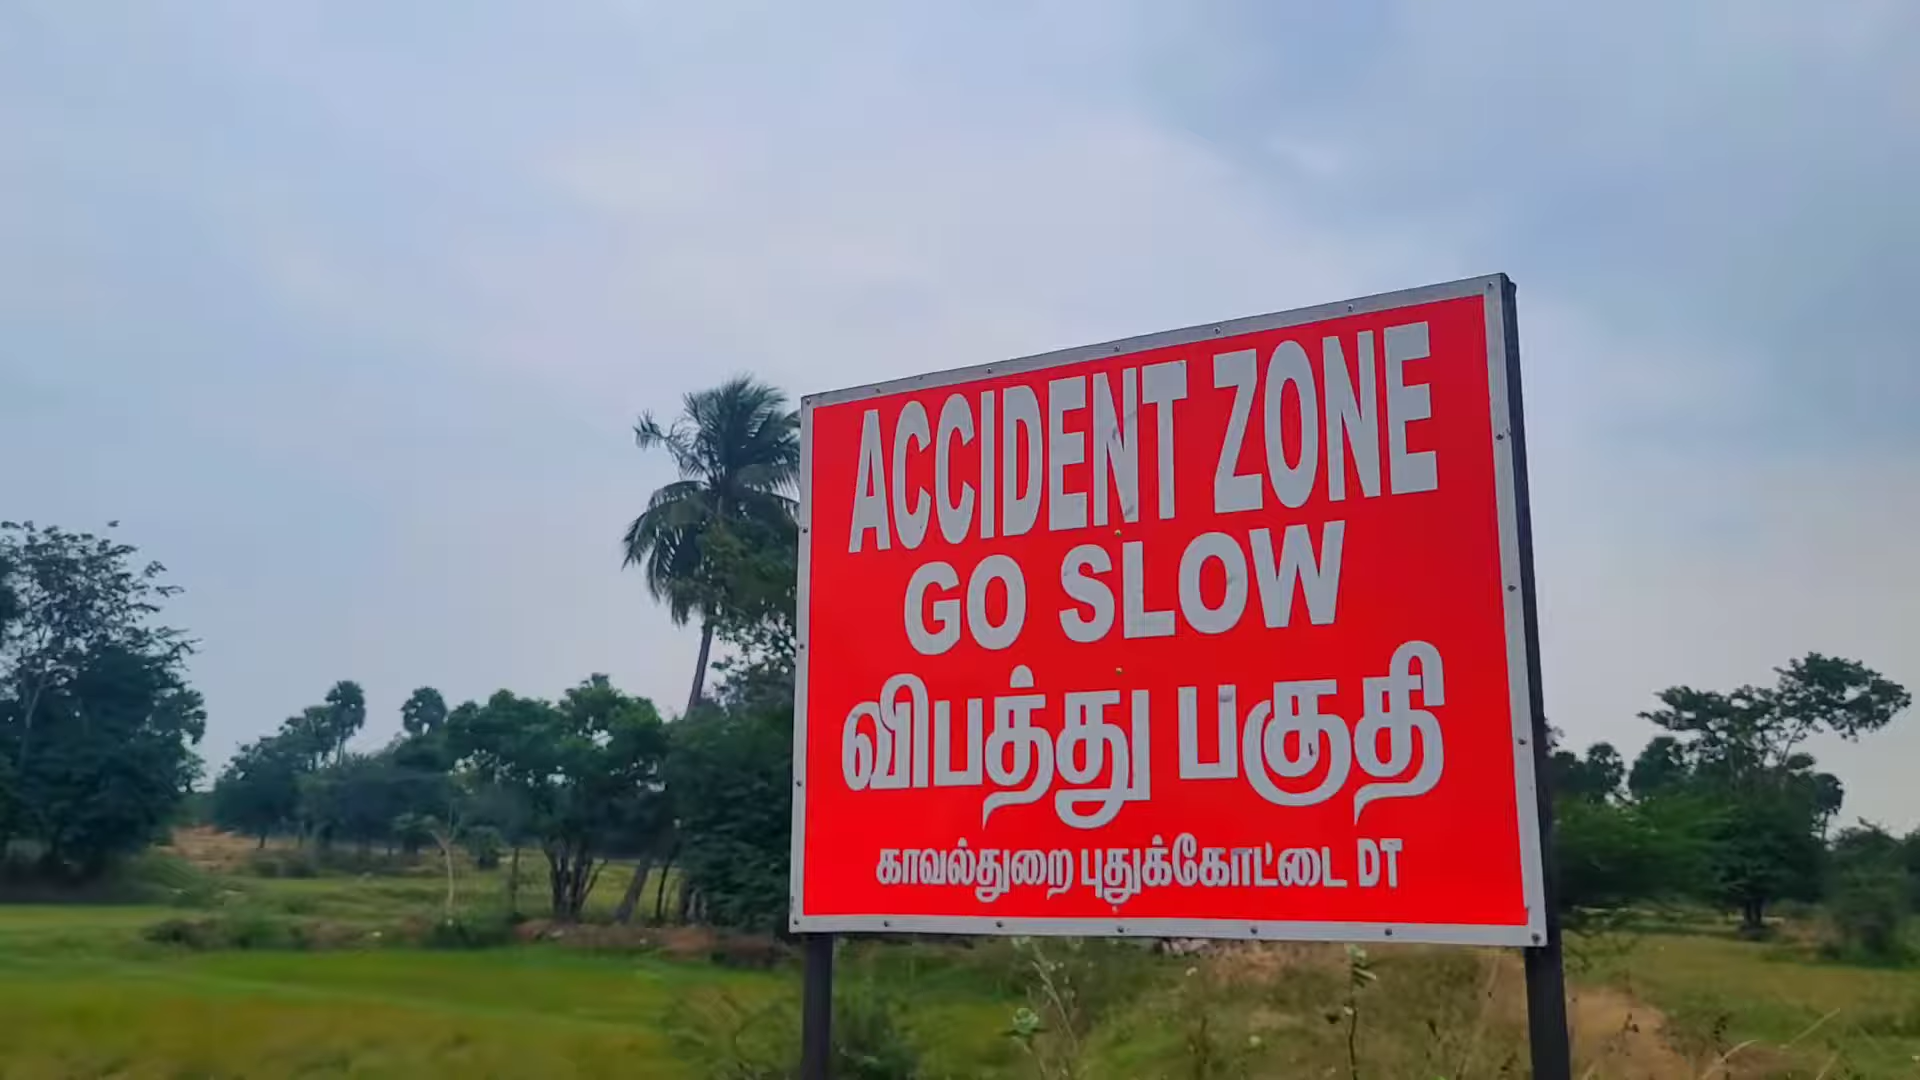 ACCIDENT ZONE
GO SLOW
விபத்து பகுதி
காவல்துறை புதுக்கோட்டை DT